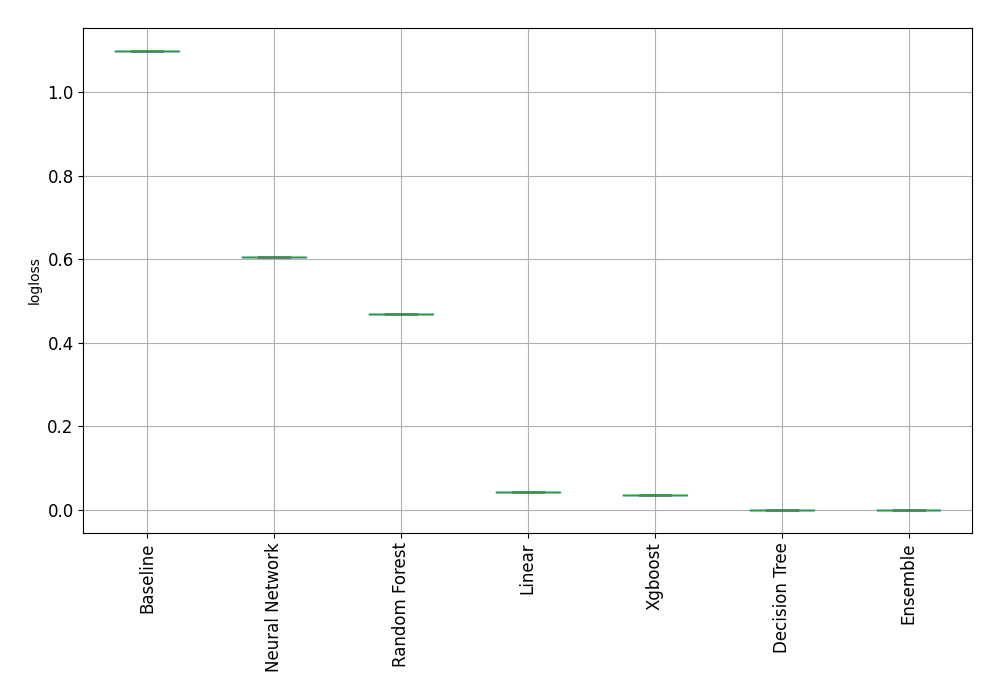 1.0
0.8
0.6
0.4
0.2
0.0
logloss
Baseline
Neural Network
Random Forest
Linear
Xgboost
Decision Tree
Ensemble